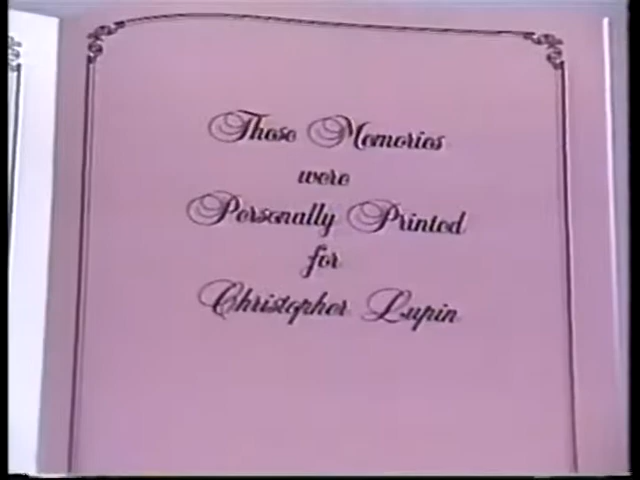 These Memories
were
Personally Printed
for
Christopher Lupin